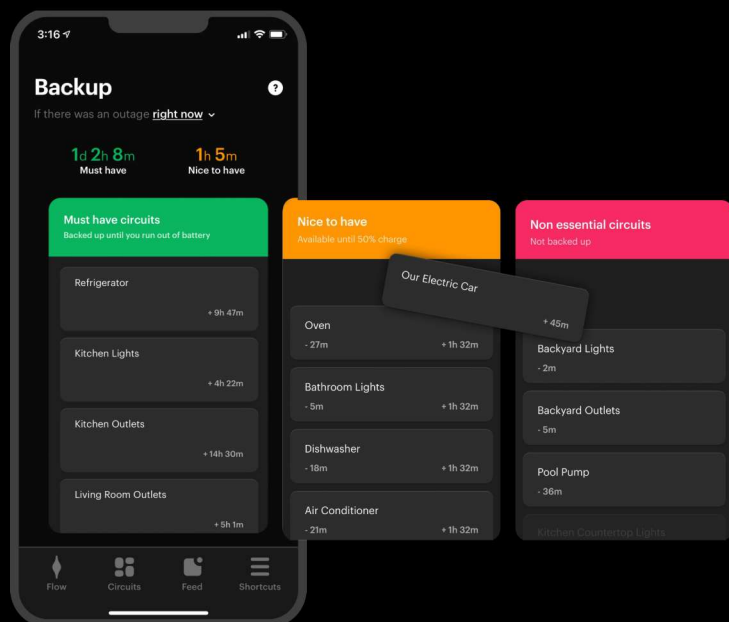 3:16
Backup
?
If there was an outage right now
1d 2h 8m
Must have
1h 5m
Nice to have
Must have circuits
Backed up until you run out of battery
Refrigerator
+ 9h 47m
Kitchen Lights
+ 4h 22m
Kitchen Outlets
+ 14h 30m
Living Room Outlets
+ 5h 1m
Nice to have
Available until 50% charge
Our Electric Car
+ 45m
Oven
- 27m + 1h 32m
Bathroom Lights
- 5m + 1h 32m
Dishwasher
- 18m + 1h 32m
Air Conditioner
- 21m + 1h 32m
Non essential circuits
Not backed up
Backyard Lights
- 2m
Backyard Outlets
- 5m
Pool Pump
- 36m
Kitchen Countertop Lights
Flow Circuits Feed Shortcuts